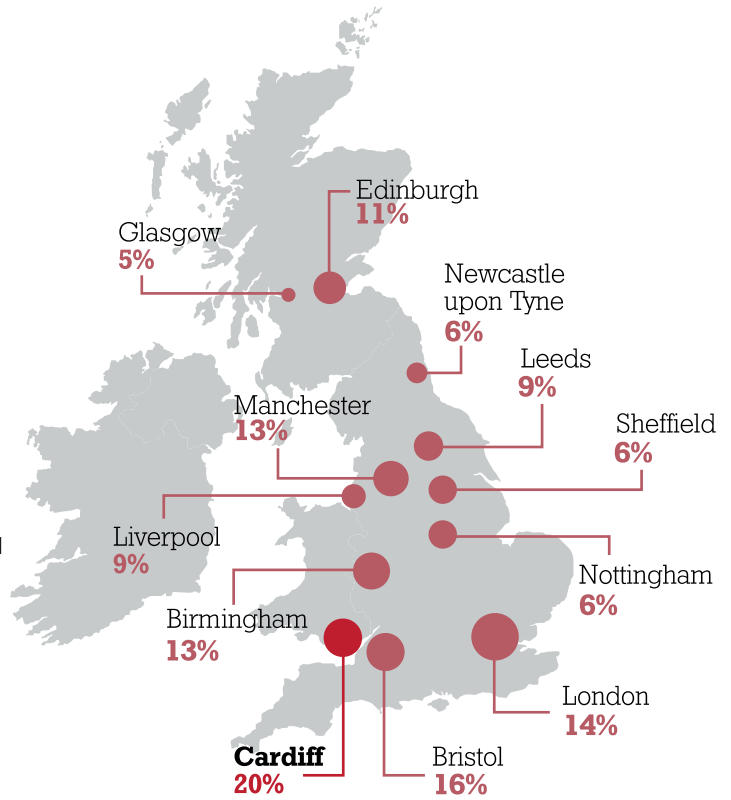 Edinburgh
11%
Glasgow
5%
Newcastle
upon Tyne
6%
Leeds
9%
Manchester
13%
Sheffield
6%
Liverpool
9%
Nottingham
6%
Birmingham
13%
London
14%
Cardiff
20%
Bristol
16%